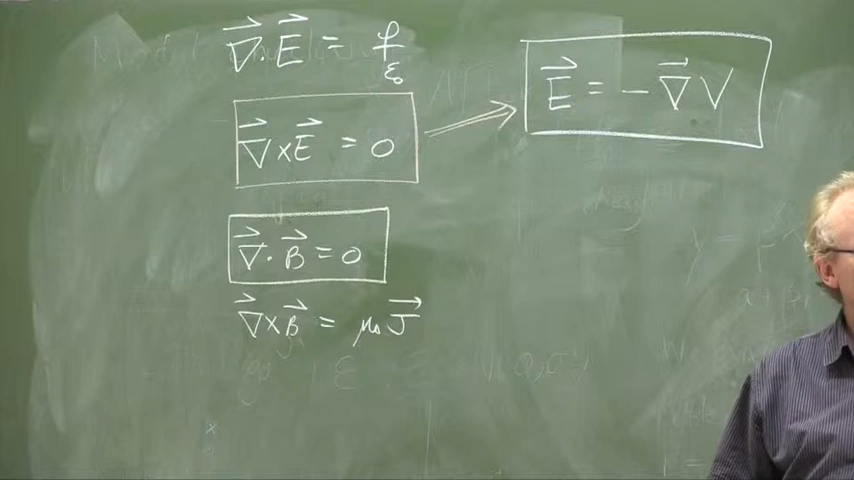 ∇⃗·E⃗ = ρ/ε₀
∇⃗×E⃗ = 0
E⃗ = −∇⃗V
∇⃗·B⃗ = 0
∇⃗×B⃗ = μ₀J⃗